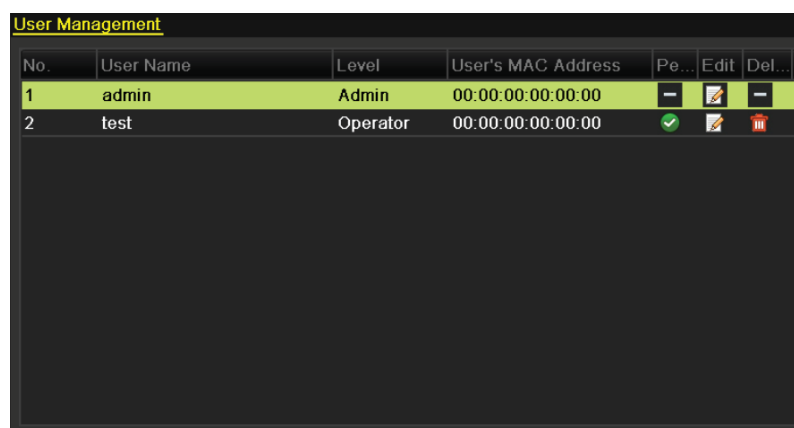 User Management
No. User Name Level User's MAC Address Pe... Edit Del...
1 admin Admin 00:00:00:00:00:00
2 test Operator 00:00:00:00:00:00